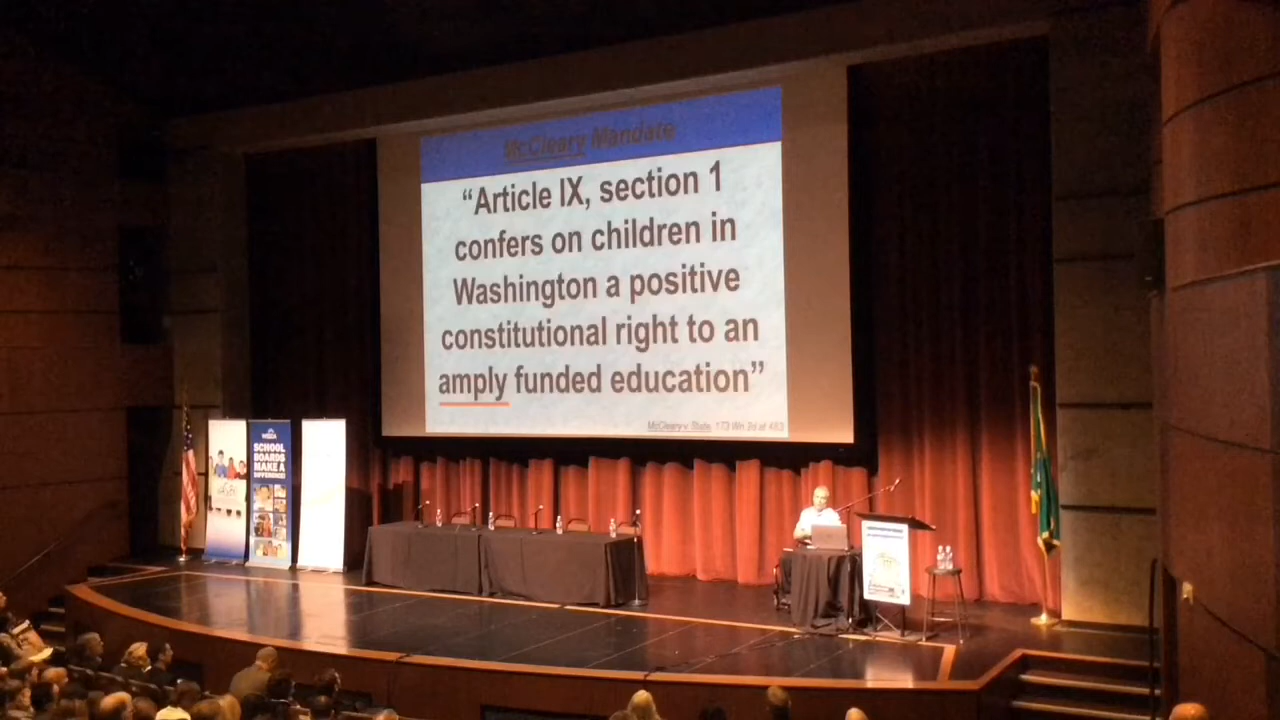 McCleary Mandate
“Article IX, section 1
confers on children in
Washington a positive
constitutional right to an
amply funded education”
McCleary v. State, 173 Wn.2d at 483
WSSDA
SCHOOL
BOARDS
MAKE A
DIFFERENCE!